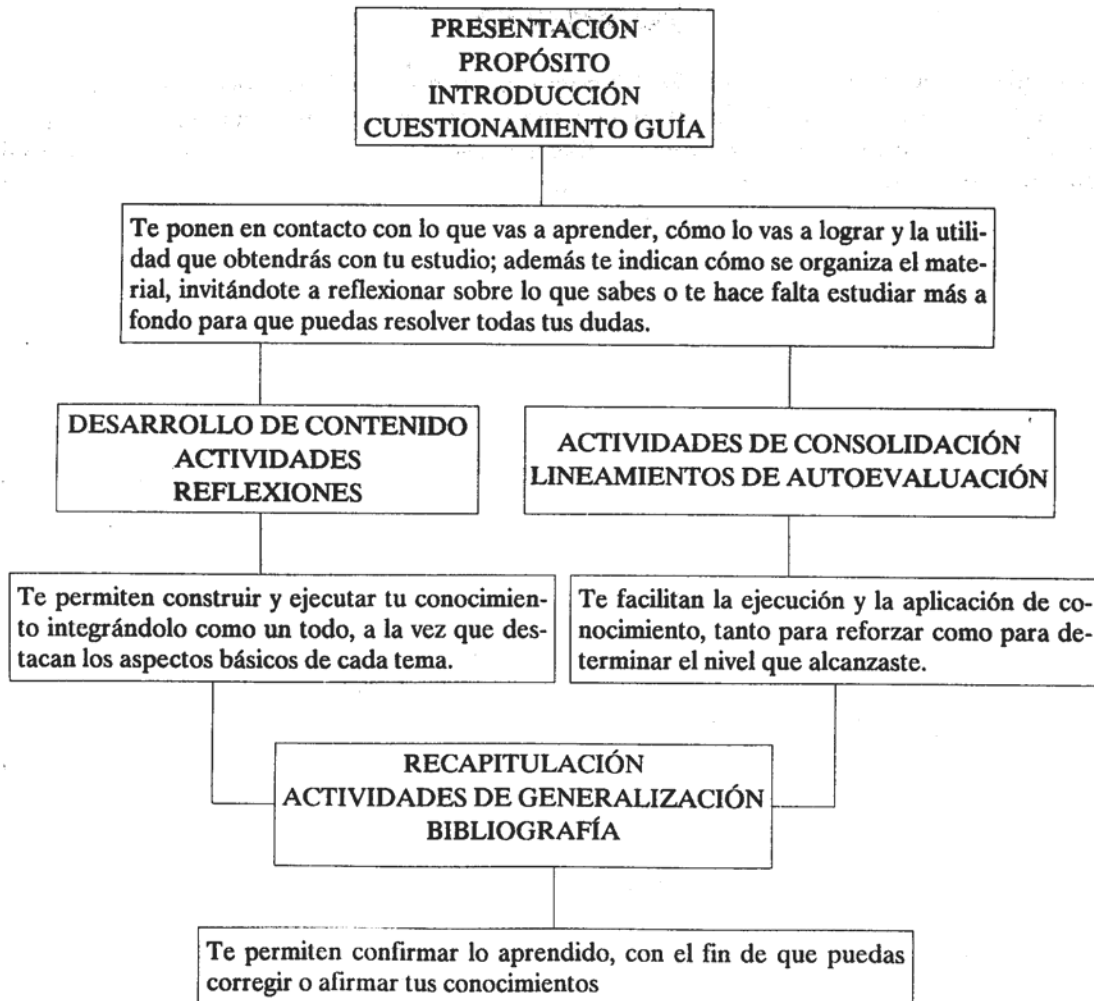 PRESENTACIÓN
PROPÓSITO
INTRODUCCIÓN
CUESTIONAMIENTO GUÍA
Te ponen en contacto con lo que vas a aprender, cómo lo vas a lograr y la utili-
dad que obtendrás con tu estudio; además te indican cómo se organiza el mate-
rial, invitándote a reflexionar sobre lo que sabes o te hace falta estudiar más a
fondo para que puedas resolver todas tus dudas.
DESARROLLO DE CONTENIDO
ACTIVIDADES
REFLEXIONES
ACTIVIDADES DE CONSOLIDACIÓN
LINEAMIENTOS DE AUTOEVALUACIÓN
Te permiten construir y ejecutar tu conocimien-
to integrándolo como un todo, a la vez que des-
tacan los aspectos básicos de cada tema.
Te facilitan la ejecución y la aplicación de co-
nocimiento, tanto para reforzar como para de-
terminar el nivel que alcanzaste.
RECAPITULACIÓN
ACTIVIDADES DE GENERALIZACIÓN
BIBLIOGRAFÍA
Te permiten confirmar lo aprendido, con el fin de que puedas
corregir o afirmar tus conocimientos